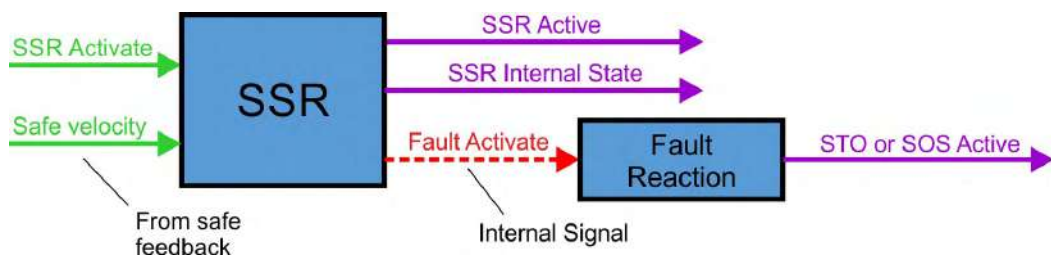 SSR Activate
Safe velocity
From safe
feedback
SSR
SSR Active
SSR Internal State
Fault Activate
Internal Signal
Fault
Reaction
STO or SOS Active